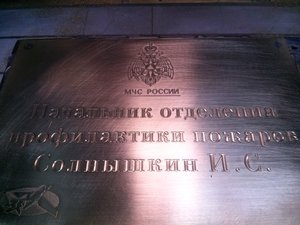 МЧС РОССИИ
Начальник отделения
профилактики пожаров
Солнышкин И.С.